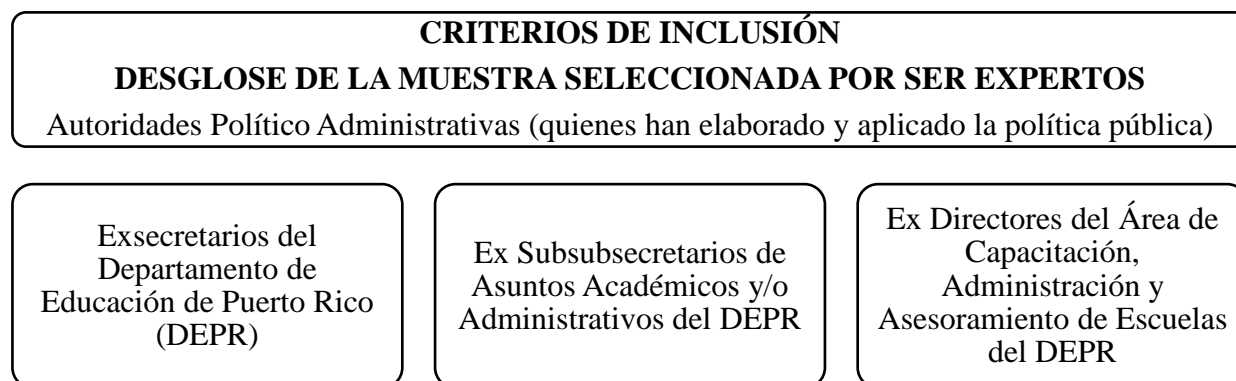 CRITERIOS DE INCLUSIÓN
DESGLOSE DE LA MUESTRA SELECCIONADA POR SER EXPERTOS
Autoridades Político Administrativas (quienes han elaborado y aplicado la política pública)
Exsecretarios del
Departamento de
Educación de Puerto Rico
(DEPR)
Ex Subsubsecretarios de
Asuntos Académicos y/o
Administrativos del DEPR
Ex Directores del Área de
Capacitación,
Administración y
Asesoramiento de Escuelas
del DEPR